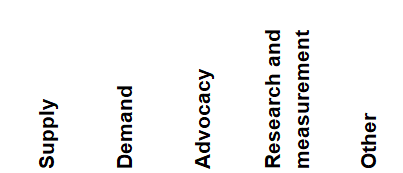 Supply
Demand
Advocacy
Research and
measurement
Other